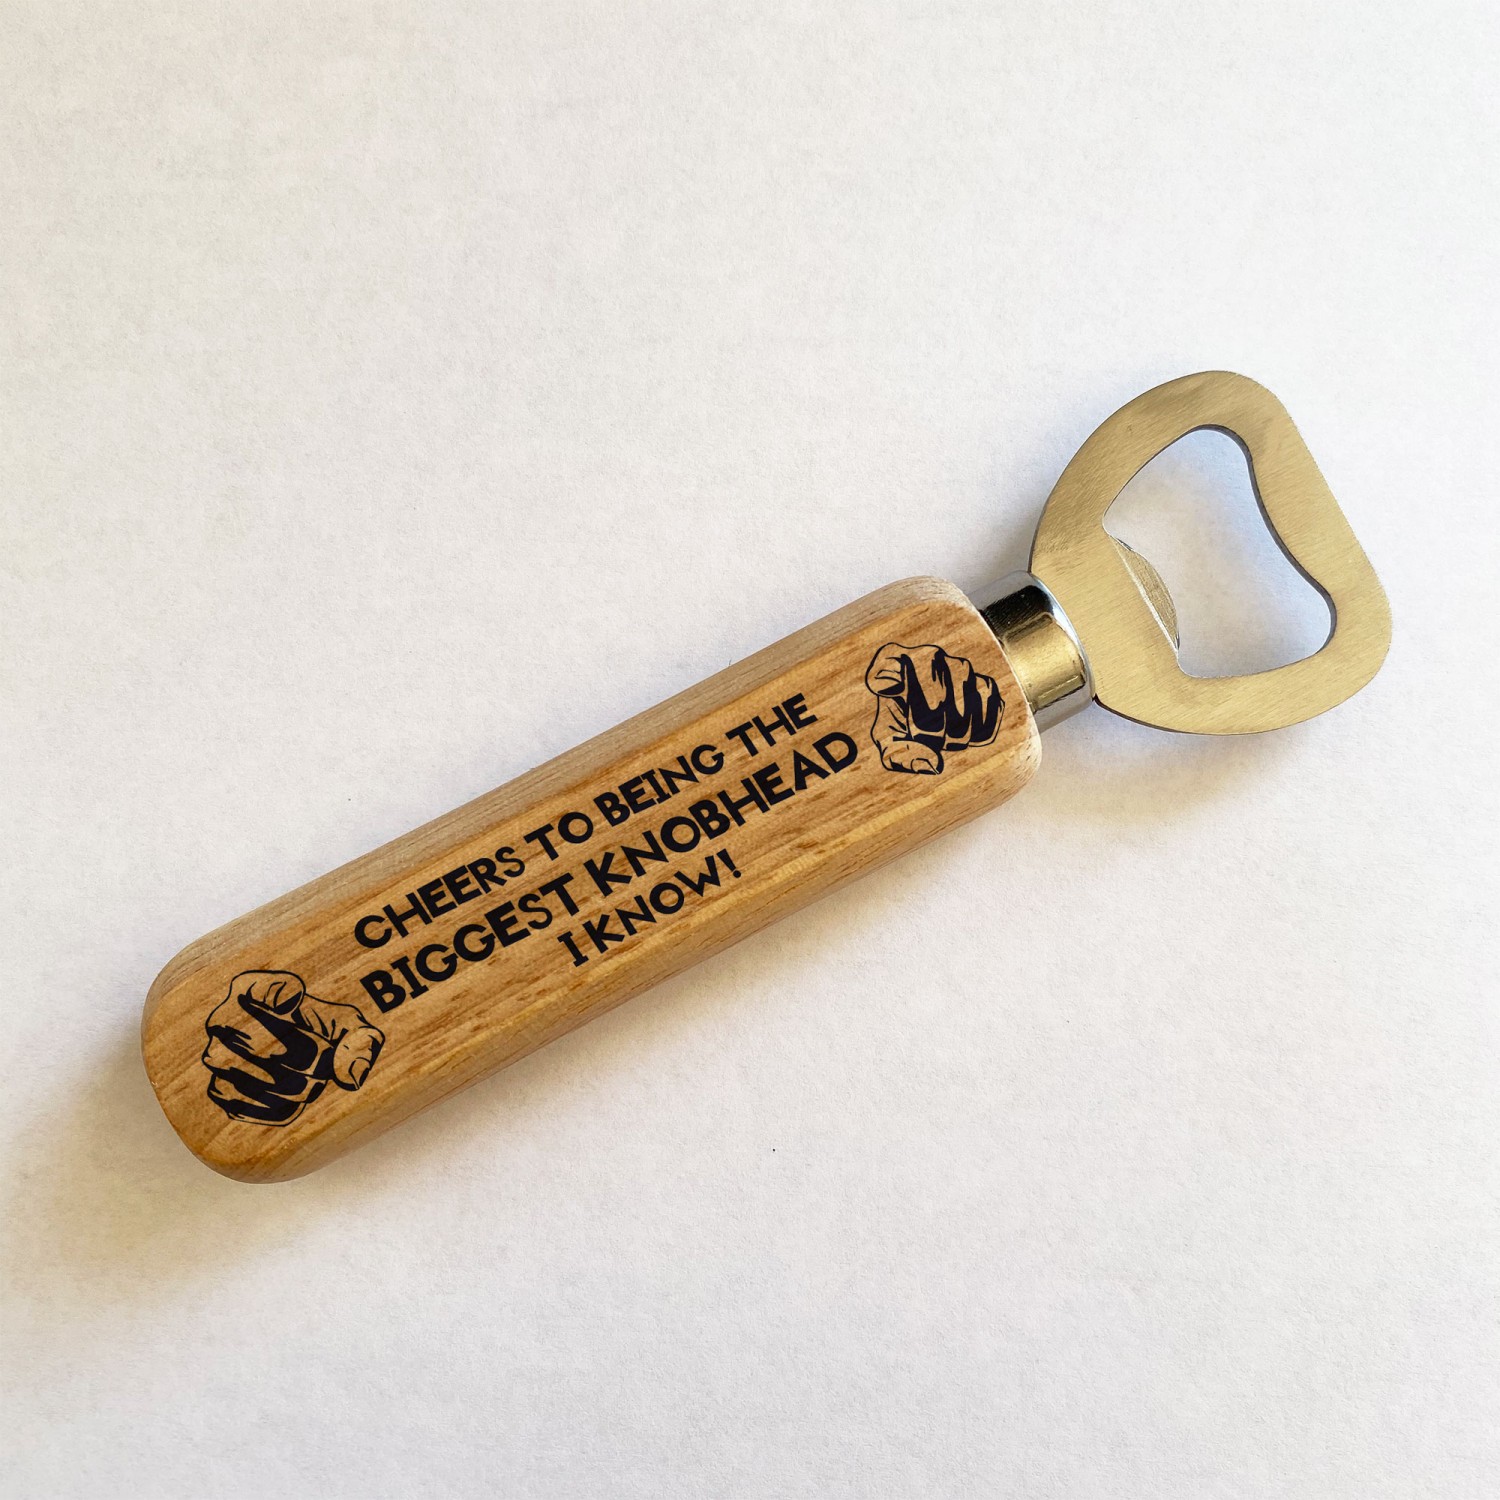 CHEERS TO BEING THE
BIGGEST KNOBHEAD
I KNOW!